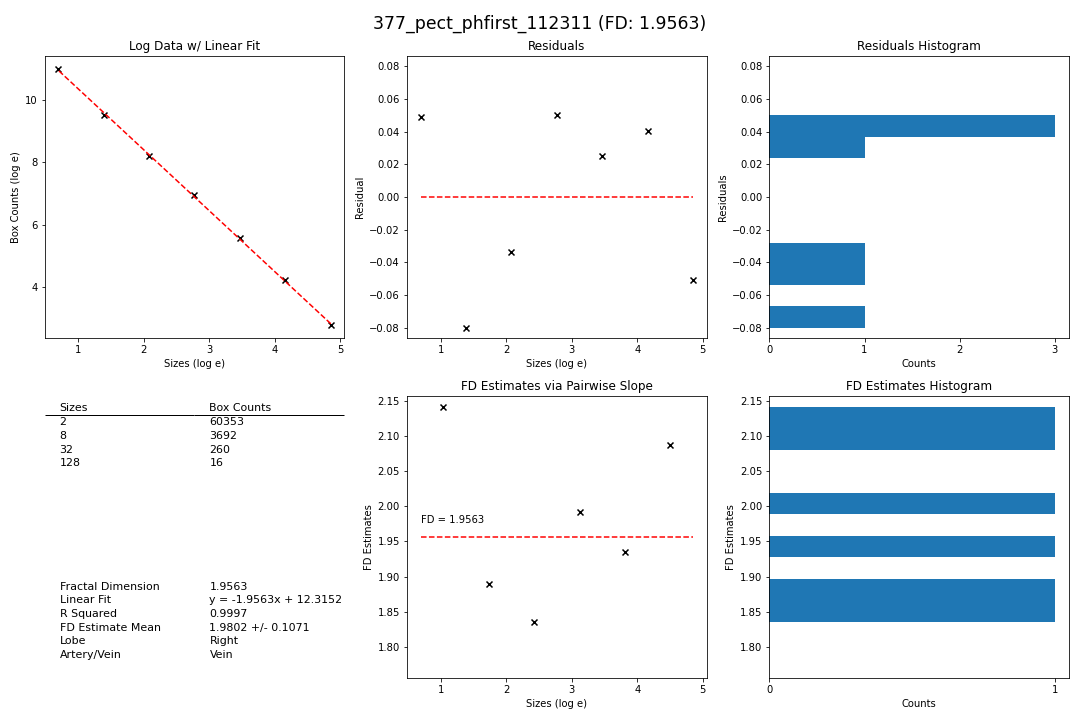 377_pect_phfirst_112311 (FD: 1.9563)
Log Data w/ Linear Fit
10
8
6
4
1 2 3 4 5
Box Counts (log e)
Sizes (log e)
Residuals
0.08
0.06
0.04
0.02
0.00
−0.02
−0.04
−0.06
−0.08
1 2 3 4 5
Residual
Sizes (log e)
Residuals Histogram
0.08
0.06
0.04
0.02
0.00
−0.02
−0.04
−0.06
−0.08
0 1 2 3
Residuals
Counts
Sizes Box Counts
2 60353
8 3692
32 260
128 16
Fractal Dimension 1.9563
Linear Fit y = -1.9563x + 12.3152
R Squared 0.9997
FD Estimate Mean 1.9802 +/- 0.1071
Lobe Right
Artery/Vein Vein
FD Estimates via Pairwise Slope
2.15
2.10
2.05
2.00
1.95
1.90
1.85
1.80
FD = 1.9563
1 2 3 4 5
FD Estimates
Sizes (log e)
FD Estimates Histogram
2.15
2.10
2.05
2.00
1.95
1.90
1.85
1.80
0 1
FD Estimates
Counts